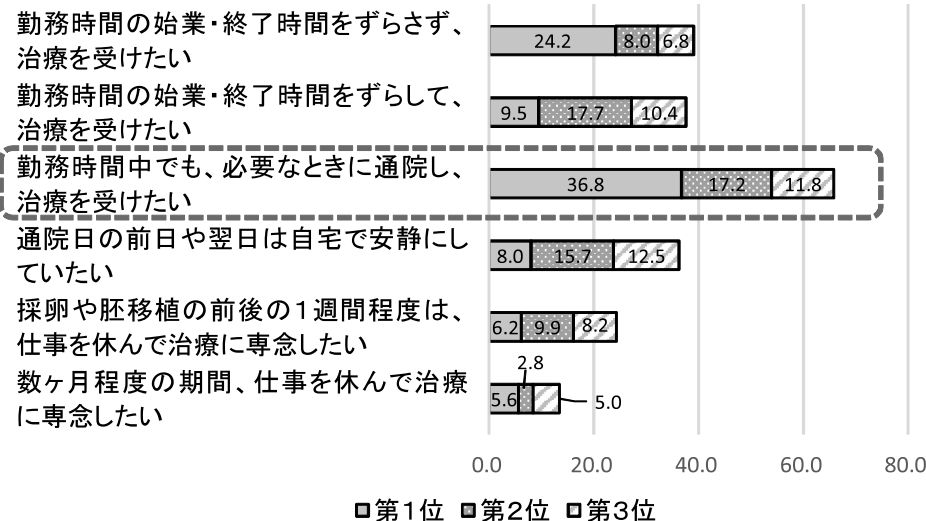 勤務時間の始業・終了時間をずらさず、
治療を受けたい
24.2 8.0 6.8
勤務時間の始業・終了時間をずらして、
治療を受けたい
9.5 17.7 10.4
勤務時間中でも、必要なときに通院し、
治療を受けたい
36.8 17.2 11.8
通院日の前日や翌日は自宅で安静にし
ていたい
8.0 15.7 12.5
採卵や胚移植の前後の１週間程度は、
仕事を休んで治療に専念したい
6.2 9.9 8.2
数ヶ月程度の期間、仕事を休んで治療
に専念したい
5.6 2.8 5.0
0.0 20.0 40.0 60.0 80.0
第１位 第２位 第３位